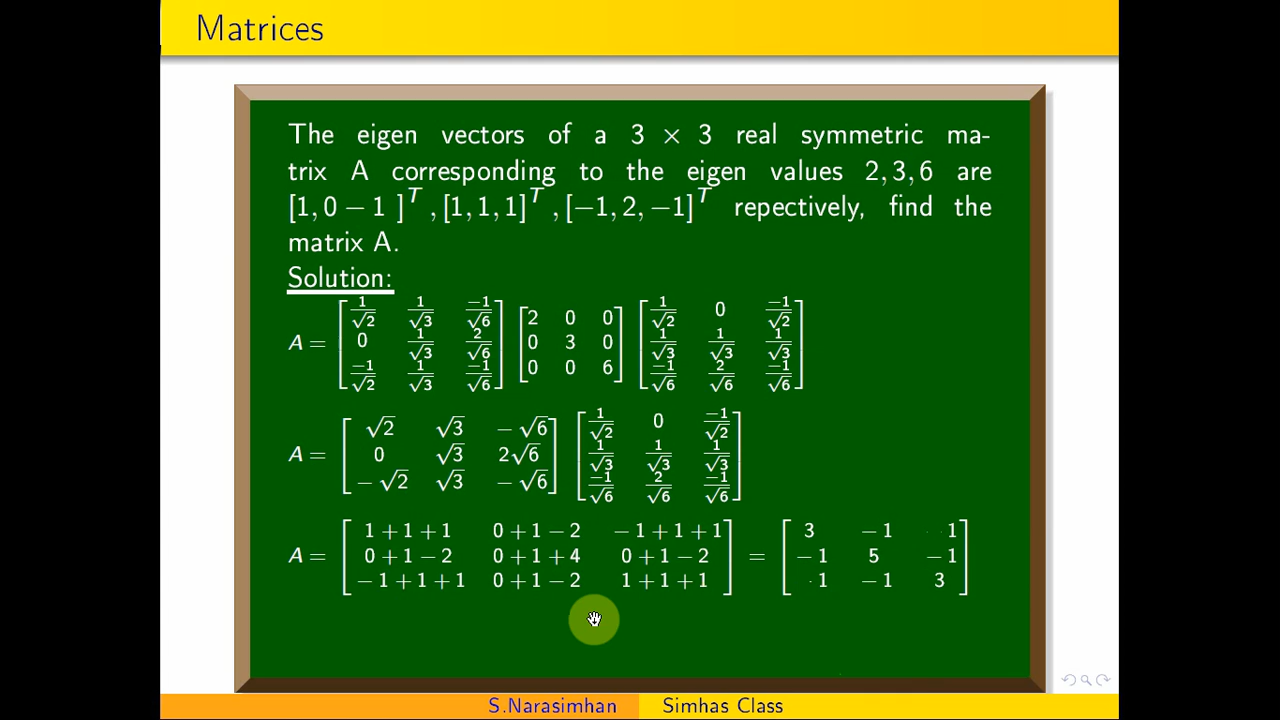 Matrices
The eigen vectors of a 3 × 3 real symmetric ma-
trix A corresponding to the eigen values 2, 3, 6 are
[1, 0 − 1 ]^T, [1, 1, 1]^T, [−1, 2, −1]^T repectively, find the
matrix A.
Solution:
A = [1/√2 1/√3 −1/√6; 0 1/√3 2/√6; −1/√2 1/√3 −1/√6] [2 0 0; 0 3 0; 0 0 6] [1/√2 0 −1/√2; 1/√3 1/√3 1/√3; −1/√6 2/√6 −1/√6]
A = [√2 √3 −√6; 0 √3 2√6; −√2 √3 −√6] [1/√2 0 −1/√2; 1/√3 1/√3 1/√3; −1/√6 2/√6 −1/√6]
A = [1 + 1 + 1 0 + 1 − 2 −1 + 1 + 1; 0 + 1 − 2 0 + 1 + 4 0 + 1 − 2; −1 + 1 + 1 0 + 1 − 2 1 + 1 + 1] = [3 −1 1; −1 5 −1; 1 −1 3]
S.Narasimhan Simhas Class